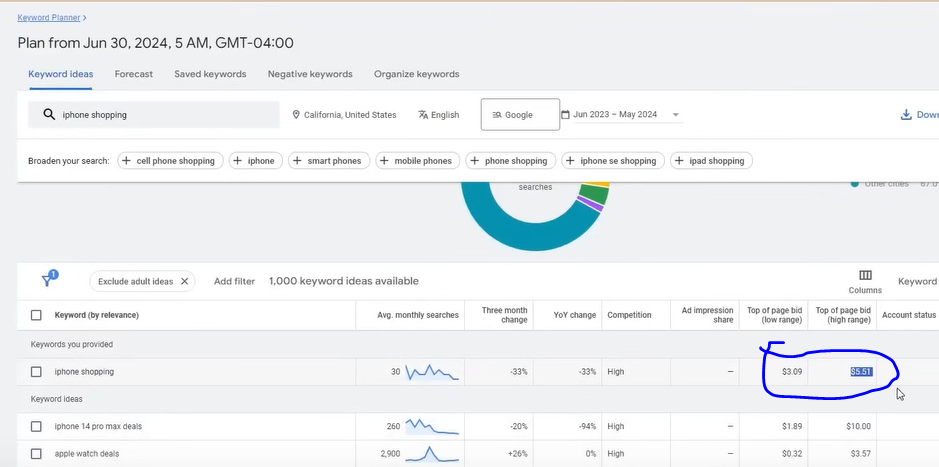 Keyword Planner >
Plan from Jun 30, 2024, 5 AM, GMT-04:00
Keyword ideas Forecast Saved keywords Negative keywords Organize keywords
iphone shopping California, United States English Google Jun 2023 – May 2024
Broaden your search: + cell phone shopping + iphone + smart phones + mobile phones + phone shopping + iphone se shopping + ipad shopping
searches
Other cities
1
Exclude adult ideas × Add filter 1,000 keyword ideas available Columns Keyword
Keyword (by relevance) Avg. monthly searches Three month change YoY change Competition Ad impression share Top of page bid (low range) Top of page bid (high range) Account status
Keywords you provided
iphone shopping 30 -33% -33% High – $3.09 $5.51
Keyword ideas
iphone 14 pro max deals 260 -20% -94% High – $1.89 $10.00
apple watch deals 2,900 +26% 0% High – $0.32 $3.57